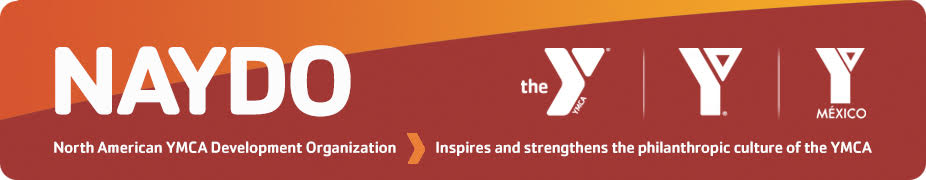 NAYDO
the Y® YMCA
Y®
Y MÉXICO
North American YMCA Development Organization
Inspires and strengthens the philanthropic culture of the YMCA